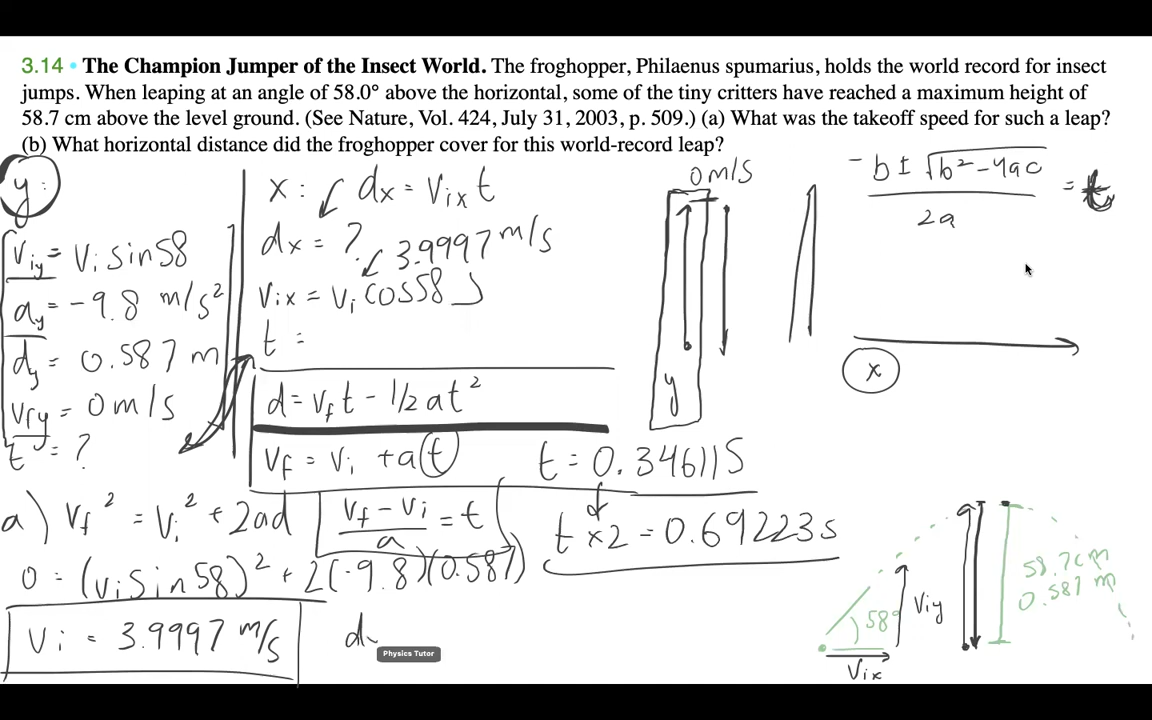 3.14 • The Champion Jumper of the Insect World. The froghopper, Philaenus spumarius, holds the world record for insect
jumps. When leaping at an angle of 58.0° above the horizontal, some of the tiny critters have reached a maximum height of
58.7 cm above the level ground. (See Nature, Vol. 424, July 31, 2003, p. 509.) (a) What was the takeoff speed for such a leap?
(b) What horizontal distance did the froghopper cover for this world-record leap?
y:
Viy = Vi sin58
ay = -9.8 m/s²
dy = 0.587 m
Vfy = 0 m/s
t = ?
x: dx = Vix t
dx = ?
3.9997 m/s
Vix = Vi cos58
t =
d = Vf t - 1/2 at²
Vf = Vi + a(t)
Vf - Vi / a = t
a) Vf² = Vi² + 2ad
0 = (Vi sin58)² + 2(-9.8)(0.587)
Vi = 3.9997 m/s
d
Physics Tutor
t = 0.34611 s
t x2 = 0.69223 s
0 m/s
y
-b ± √b² - 4ac / 2a = t
x
58°
Viy
Vix
58.7 cm
0.587 m